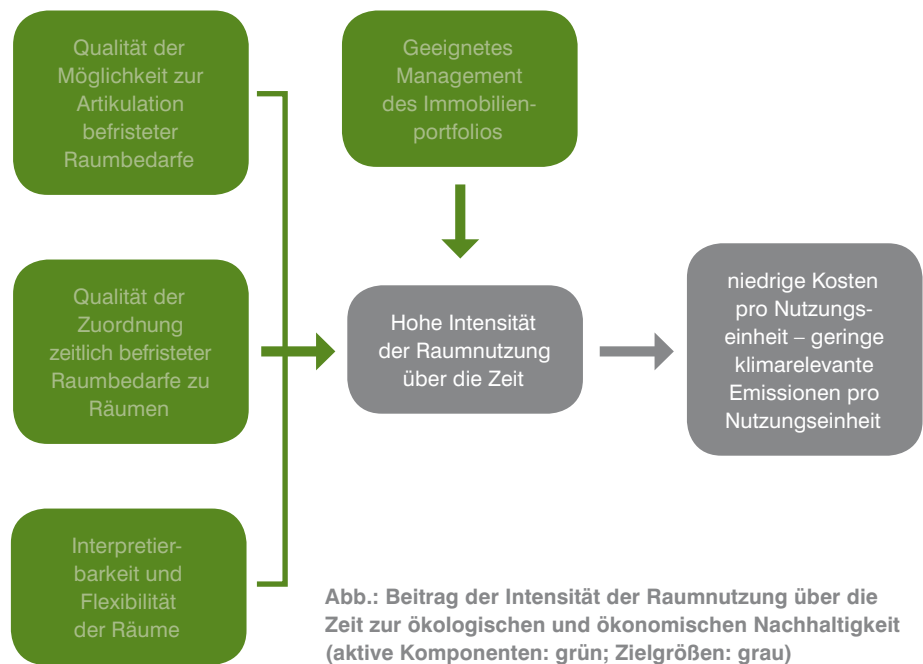 Qualität der
Möglichkeit zur
Artikulation
befristeter
Raumbedarfe
Geeignetes
Management
des Immobilien-
portfolios
Qualität der
Zuordnung
zeitlich befristeter
Raumbedarfe zu
Räumen
Hohe Intensität
der Raumnutzung
über die Zeit
niedrige Kosten
pro Nutzungs-
einheit – geringe
klimarelevante
Emissionen pro
Nutzungseinheit
Interpretier-
barkeit und
Flexibilität
der Räume
Abb.: Beitrag der Intensität der Raumnutzung über die
Zeit zur ökologischen und ökonomischen Nachhaltigkeit
(aktive Komponenten: grün; Zielgrößen: grau)